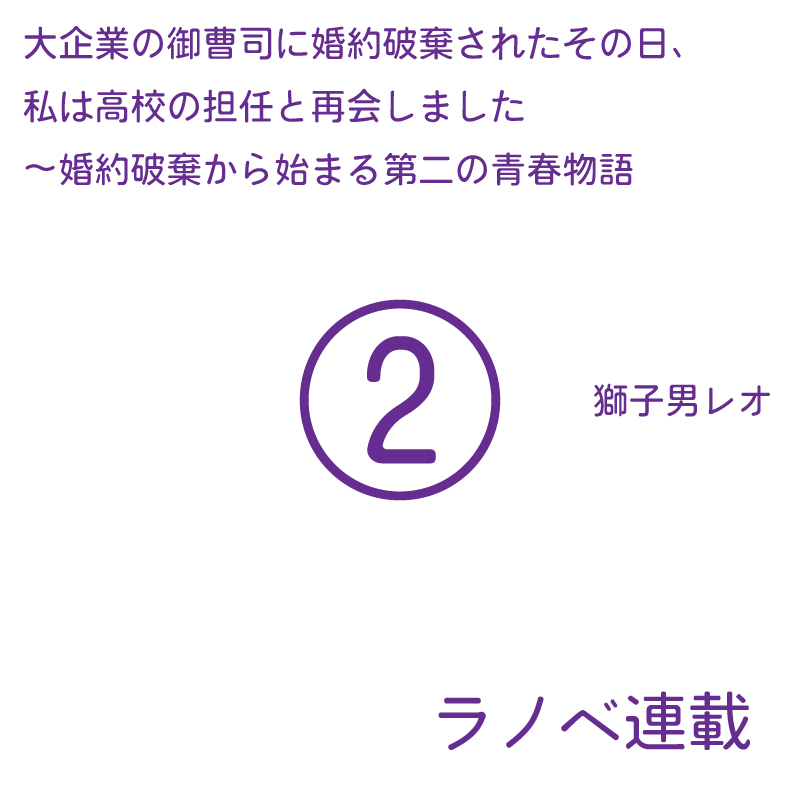 大企業の御曹司に婚約破棄されたその日、
私は高校の担任と再会しました
～婚約破棄から始まる第二の青春物語
②
獅子男レオ
ラノベ連載